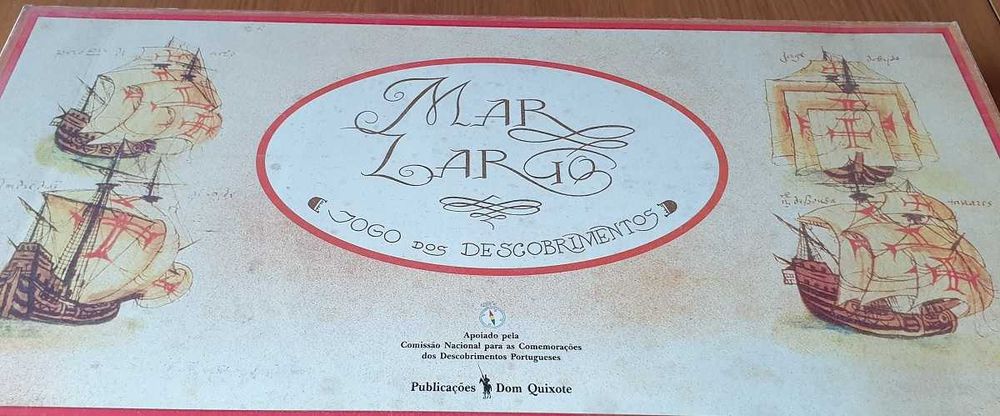 MAR
LARGO
JOGO DOS DESCOBRIMENTOS
Apoiado pela
Comissão Nacional para as Comemorações
dos Descobrimentos Portugueses
Publicações Dom Quixote